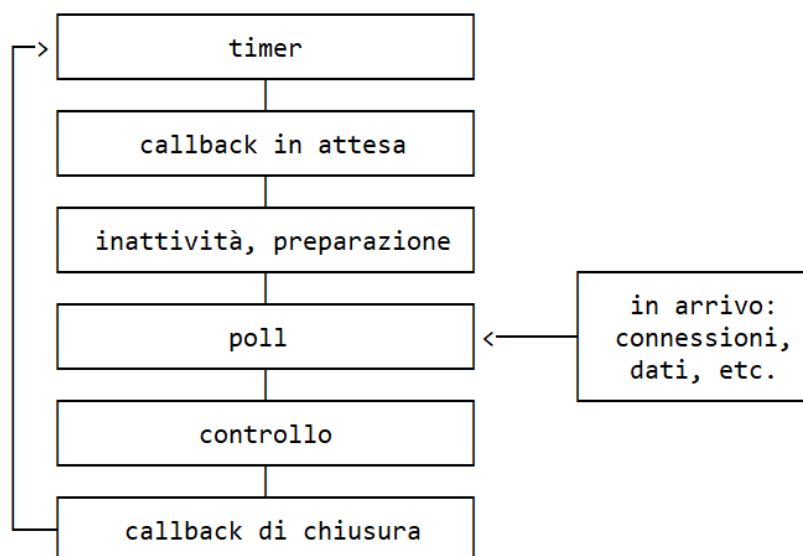 timer
callback in attesa
inattività, preparazione
poll
in arrivo:
connessioni,
dati, etc.
controllo
callback di chiusura